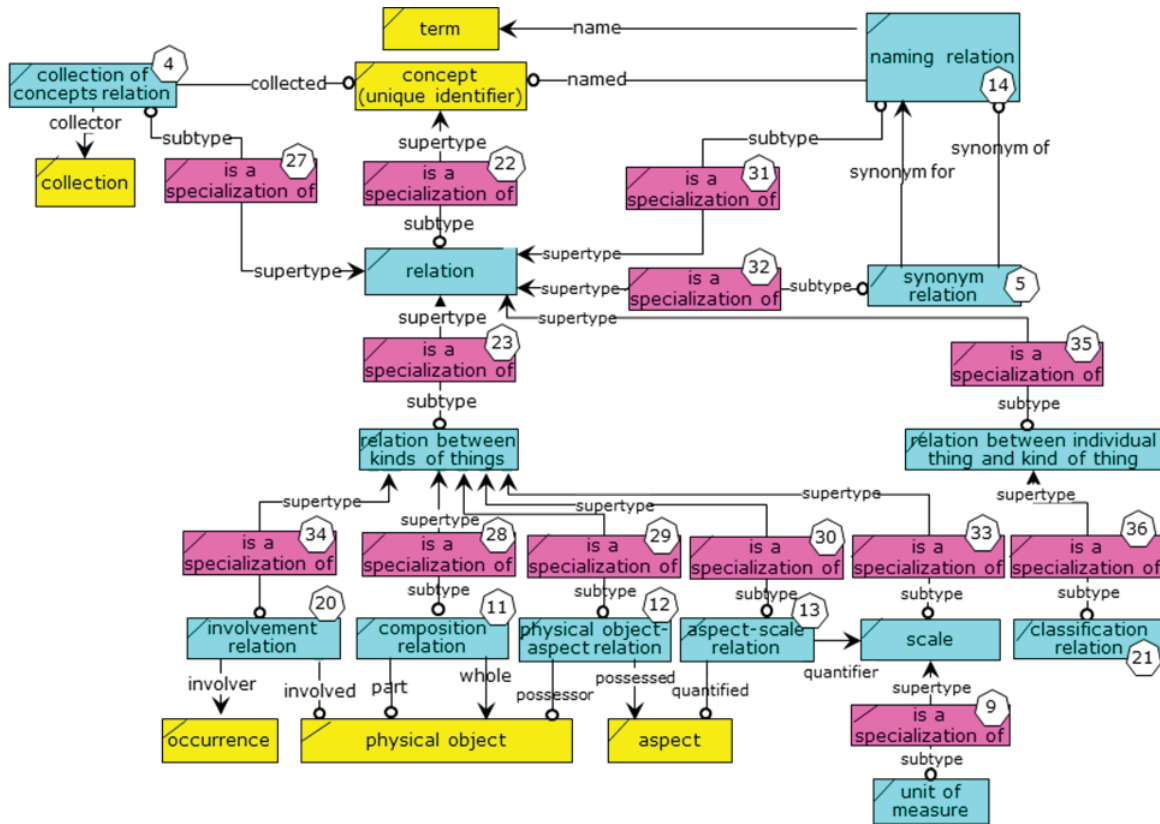 term
name
naming relation
14
collection of
concepts relation
4
collected
concept
(unique identifier)
named
collector
subtype
supertype
subtype
synonym for
synonym of
collection
is a
specialization of
27
is a
specialization of
22
is a
specialization of
31
subtype
supertype
relation
supertype
supertype
is a
specialization of
32
subtype
synonym
relation
5
supertype
supertype
is a
specialization of
23
is a
specialization of
35
subtype
subtype
relation between
kinds of things
relation between individual
thing and kind of thing
supertype
supertype
supertype
supertype
supertype
is a
specialization of
34
is a
specialization of
28
is a
specialization of
29
is a
specialization of
30
is a
specialization of
33
is a
specialization of
36
subtype
subtype
subtype
subtype
subtype
involvement
relation
20
composition
relation
11
physical object-
aspect relation
12
aspect-scale
relation
13
scale
classification
relation
21
involver
involved
part
whole
possessor
possessed
quantified
quantifier
supertype
occurrence
physical object
aspect
is a
specialization of
9
subtype
unit of
measure